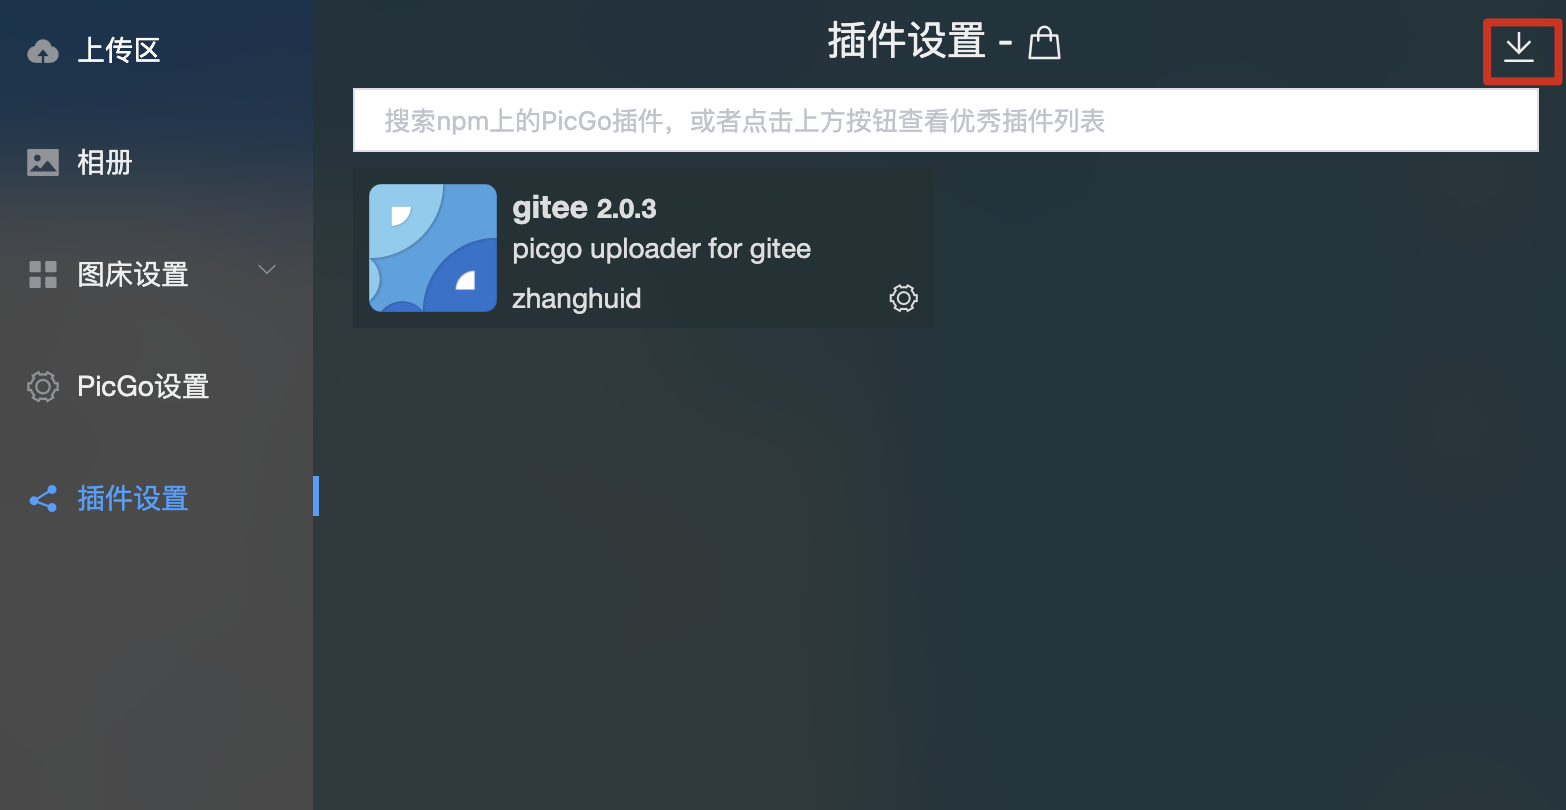 上传区
相册
图床设置
PicGo设置
插件设置
插件设置 -
搜索npm上的PicGo插件，或者点击上方按钮查看优秀插件列表
gitee 2.0.3
picgo uploader for gitee
zhanghuid